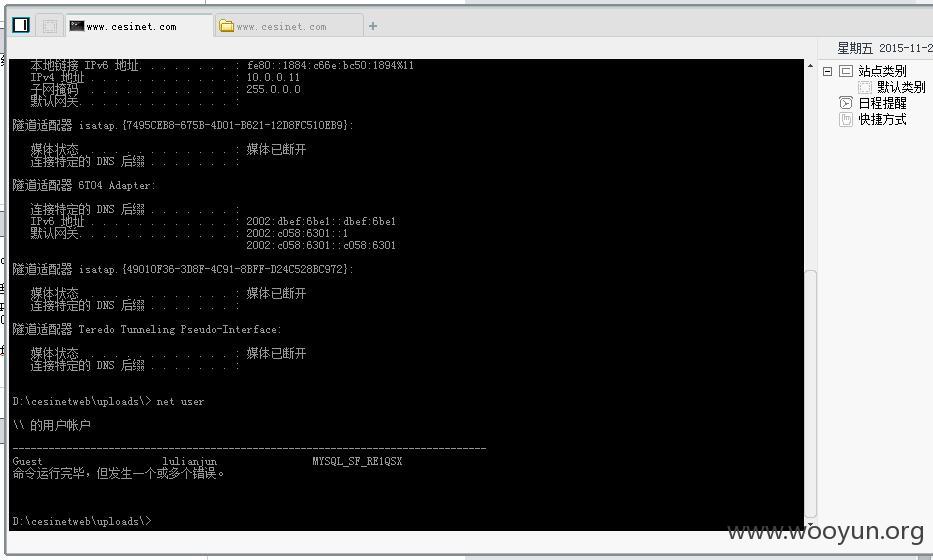 www.cesinet.com
www.cesinet.com
+
星期五 2015-11-2
站点类别
默认类别
日程提醒
快捷方式
本地链接 IPv6 地址. . . . . . . . : fe80::1884:c66e:bc50:1894%11
IPv4 地址 . . . . . . . . . . . . : 10.0.0.11
子网掩码 . . . . . . . . . . . . : 255.0.0.0
默认网关. . . . . . . . . . . . . :
隧道适配器 isatap.{7495CEB8-675B-4D01-B621-12D8FC510EB9}:
媒体状态 . . . . . . . . . . . . : 媒体已断开
连接特定的 DNS 后缀 . . . . . . . :
隧道适配器 6TO4 Adapter:
连接特定的 DNS 后缀 . . . . . . . :
IPv6 地址 . . . . . . . . . . . . : 2002:dbef:6be1::dbef:6be1
默认网关. . . . . . . . . . . . . : 2002:c058:6301::1
2002:c058:6301::c058:6301
隧道适配器 isatap.{49010F36-3D8F-4C91-8BFF-D24C528BC972}:
媒体状态 . . . . . . . . . . . . : 媒体已断开
连接特定的 DNS 后缀 . . . . . . . :
隧道适配器 Teredo Tunneling Pseudo-Interface:
媒体状态 . . . . . . . . . . . . : 媒体已断开
连接特定的 DNS 后缀 . . . . . . . :
D:\cesinetweb\uploads\> net user
\\ 的用户帐户
-------------------------------------------------------------------------------
Guest lulianjun MYSQL_SF_RE1QSX
命令运行完毕，但发生一个或多个错误。
D:\cesinetweb\uploads\>
www.wooyun.org